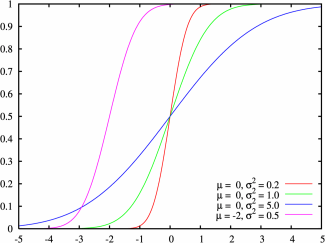 1
0.9
0.8
0.7
0.6
0.5
0.4
0.3
0.2
0.1
0
-5 -4 -3 -2 -1 0 1 2 3 4 5
μ = 0, σ² = 0.2
μ = 0, σ² = 1.0
μ = 0, σ² = 5.0
μ = -2, σ² = 0.5